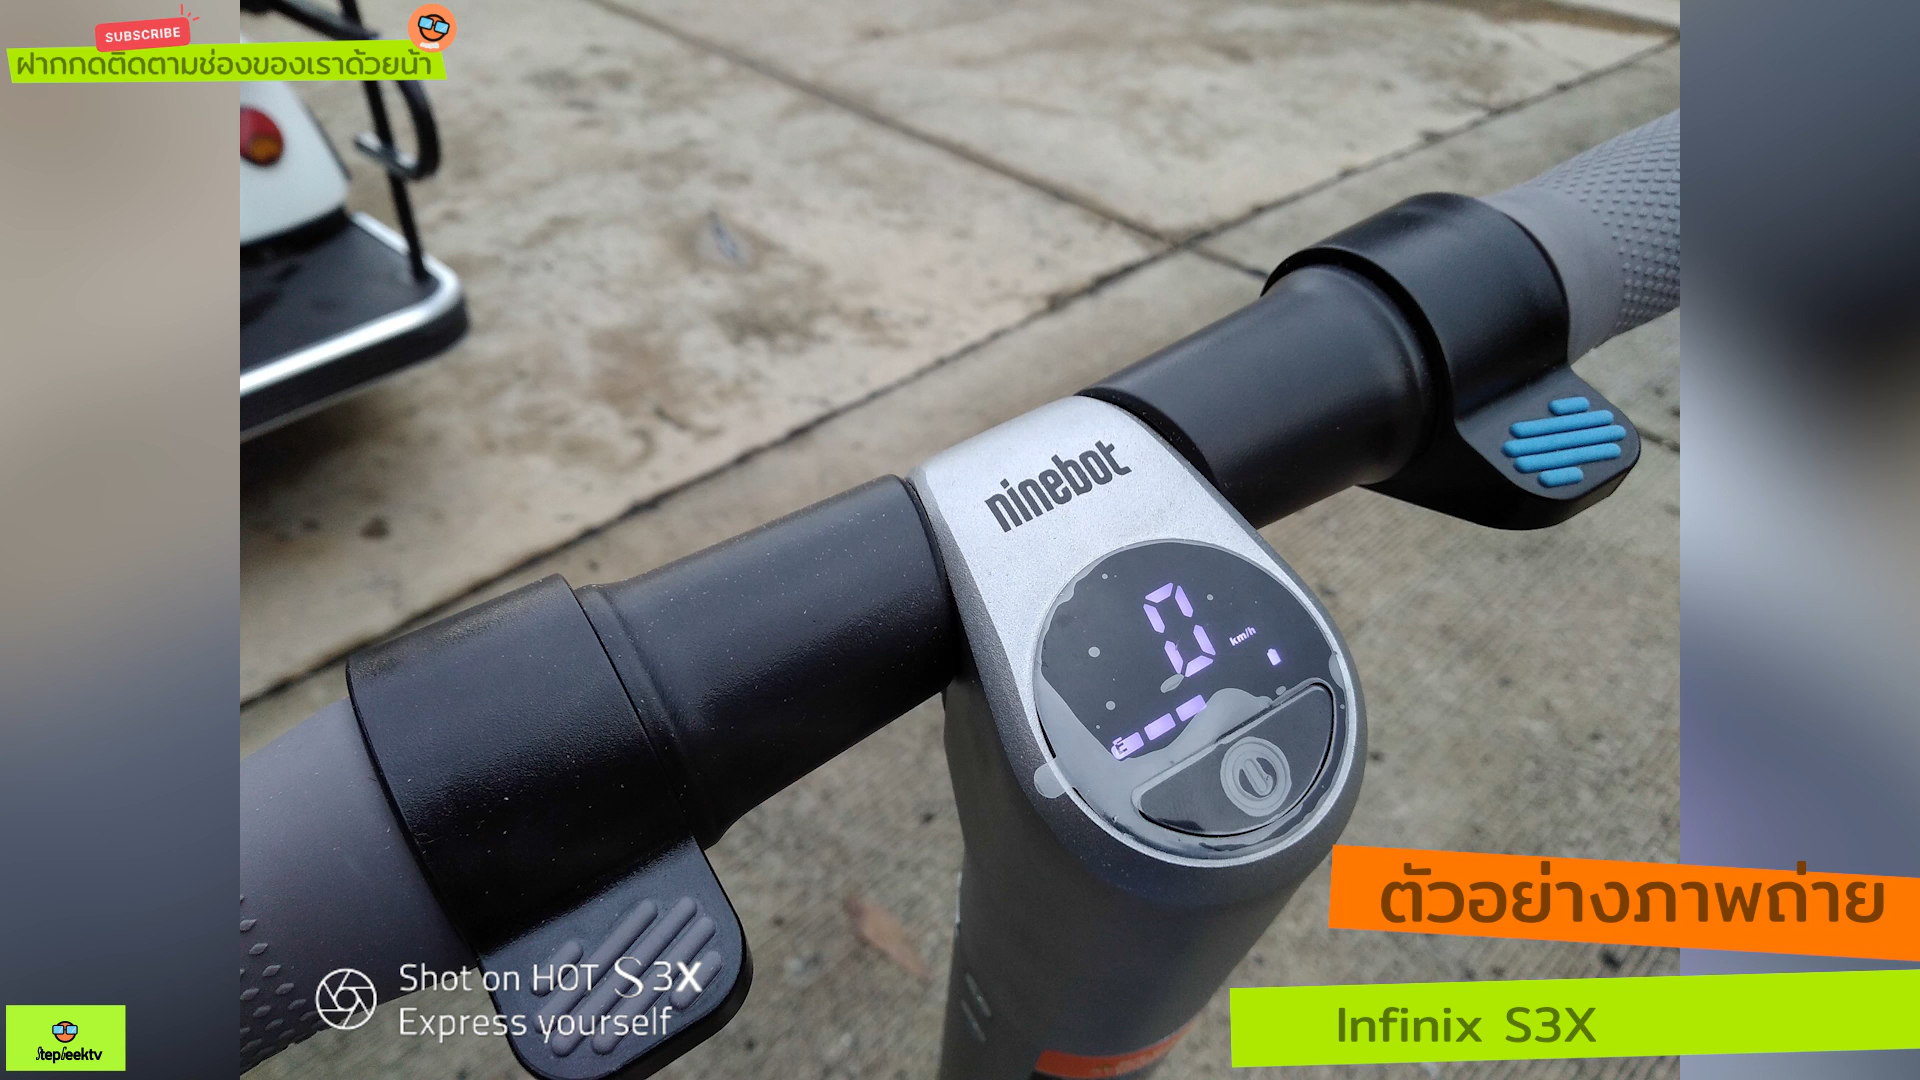 SUBSCRIBE
ฝากกดติดตามช่องของเราด้วยน้า
ninebot
0
km/h
ตัวอย่างภาพถ่าย
Shot on HOT S3X
Express yourself
Infinix S3X
StepGeektv